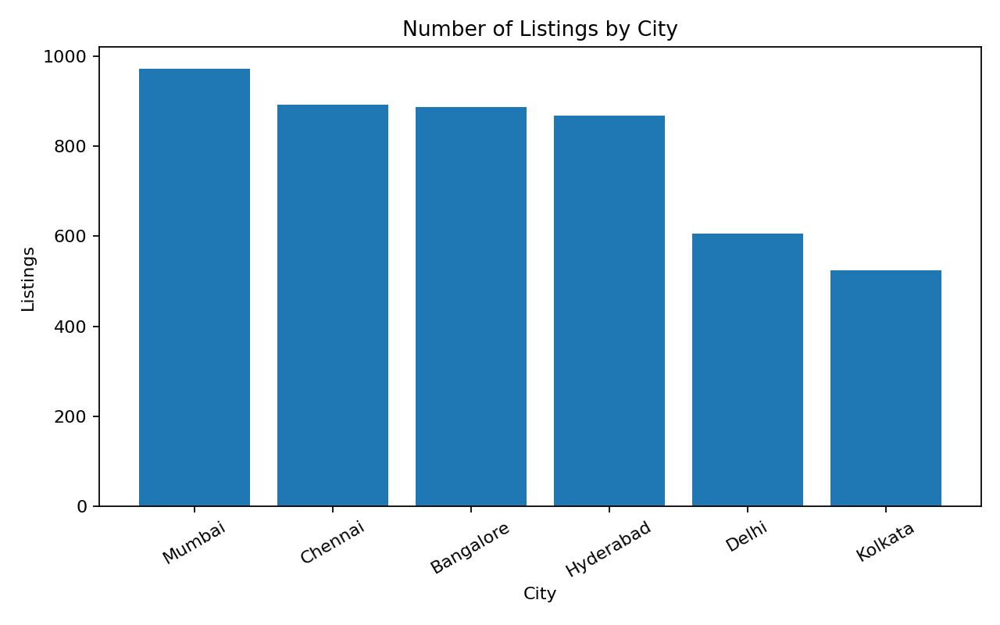 Number of Listings by City
1000
800
600
400
200
0
Listings
Mumbai
Chennai
Bangalore
Hyderabad
Delhi
Kolkata
City